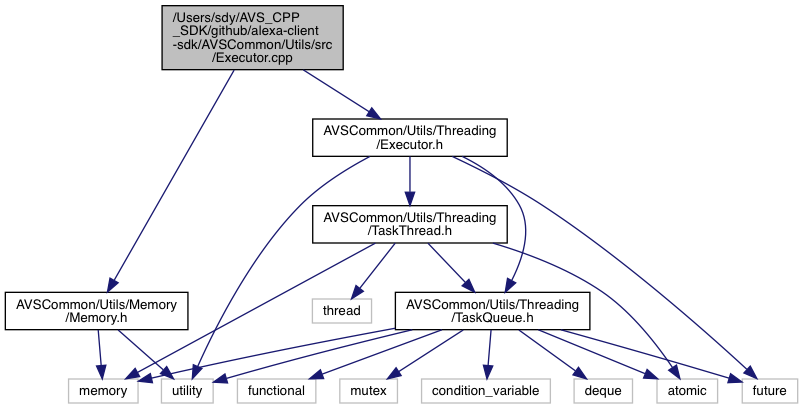 /Users/sdy/AVS_CPP
_SDK/github/alexa-client
-sdk/AVSCommon/Utils/src
/Executor.cpp
AVSCommon/Utils/Threading
/Executor.h
AVSCommon/Utils/Threading
/TaskThread.h
AVSCommon/Utils/Memory
/Memory.h
thread
AVSCommon/Utils/Threading
/TaskQueue.h
memory
utility
functional
mutex
condition_variable
deque
atomic
future